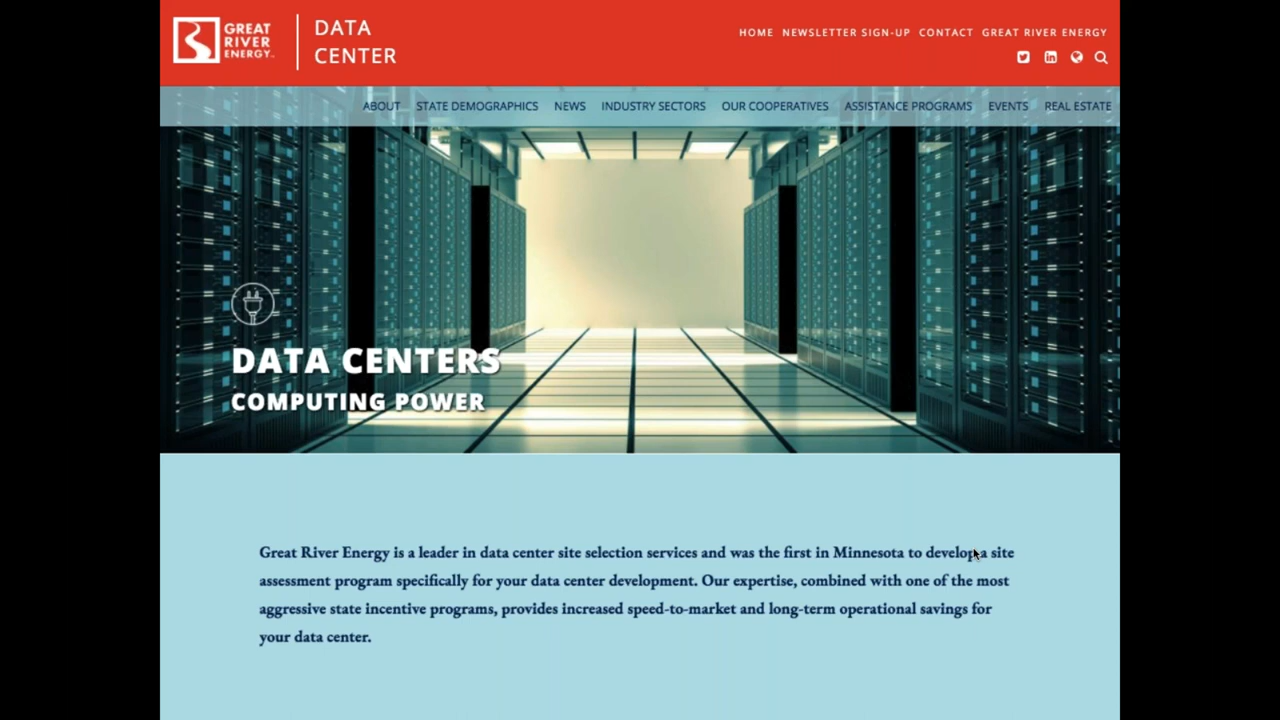 GREAT
RIVER
ENERGY
DATA
CENTER
HOME NEWSLETTER SIGN-UP CONTACT GREAT RIVER ENERGY
ABOUT STATE DEMOGRAPHICS NEWS INDUSTRY SECTORS OUR COOPERATIVES ASSISTANCE PROGRAMS EVENTS REAL ESTATE
DATA CENTERS
COMPUTING POWER
Great River Energy is a leader in data center site selection services and was the first in Minnesota to develop a site
assessment program specifically for your data center development. Our expertise, combined with one of the most
aggressive state incentive programs, provides increased speed-to-market and long-term operational savings for
your data center.